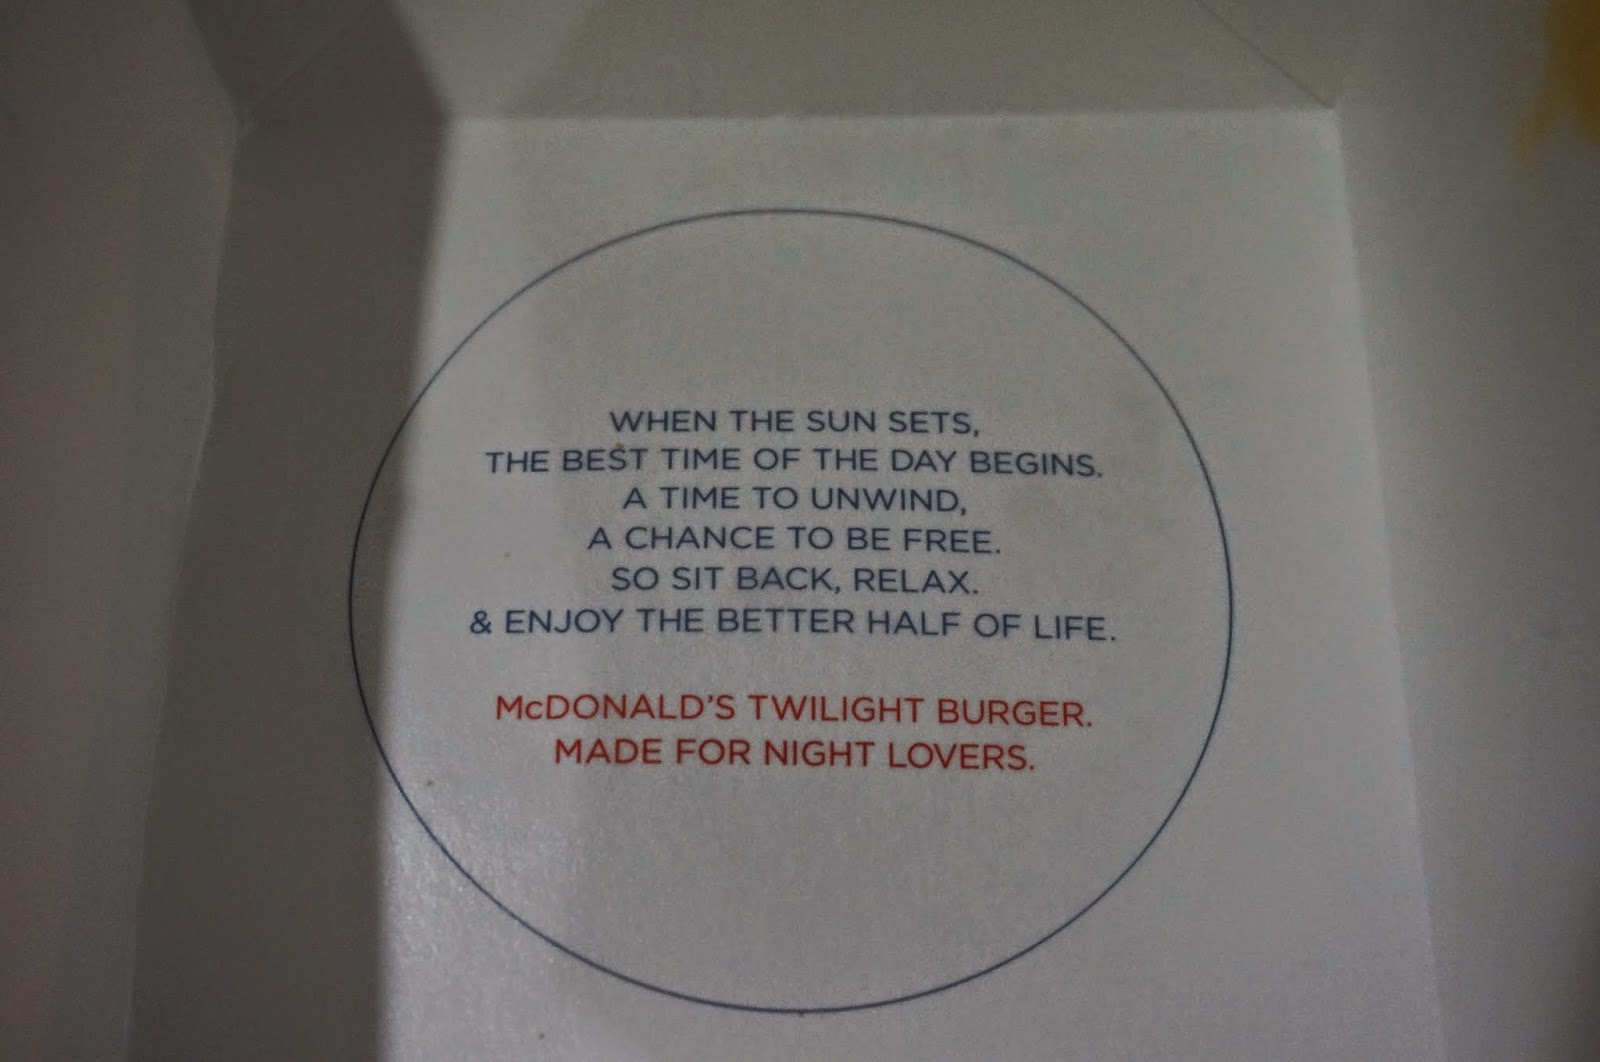 WHEN THE SUN SETS,
THE BEST TIME OF THE DAY BEGINS.
A TIME TO UNWIND,
A CHANCE TO BE FREE.
SO SIT BACK, RELAX.
& ENJOY THE BETTER HALF OF LIFE.
McDONALD'S TWILIGHT BURGER.
MADE FOR NIGHT LOVERS.